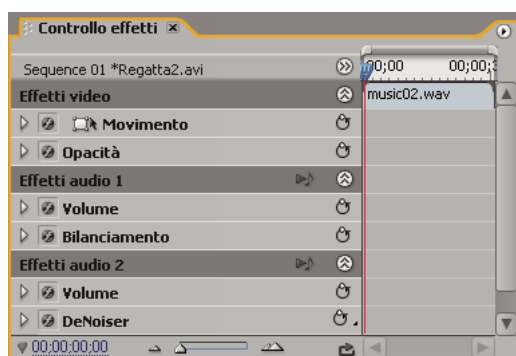 Controllo effetti
Sequence 01 *Regatta2.avi
00;00 00;00;
Effetti video
music02.wav
Movimento
Opacità
Effetti audio 1
Volume
Bilanciamento
Effetti audio 2
Volume
DeNoiser
00;00;00;00